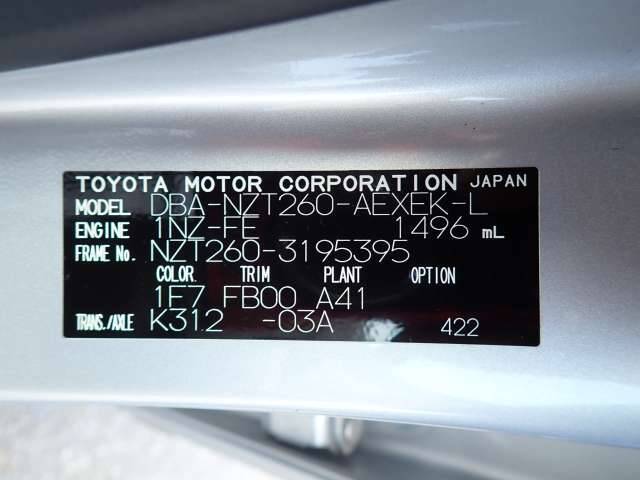 TOYOTA MOTOR CORPORATION JAPAN
MODEL DBA-NZT260-AEXEK-L
ENGINE 1NZ-FE 1496 mL
FRAME No. NZT260-3195395
COLOR TRIM PLANT OPTION
1F7 FB00 A41
TRANS./AXLE K312 -03A 422